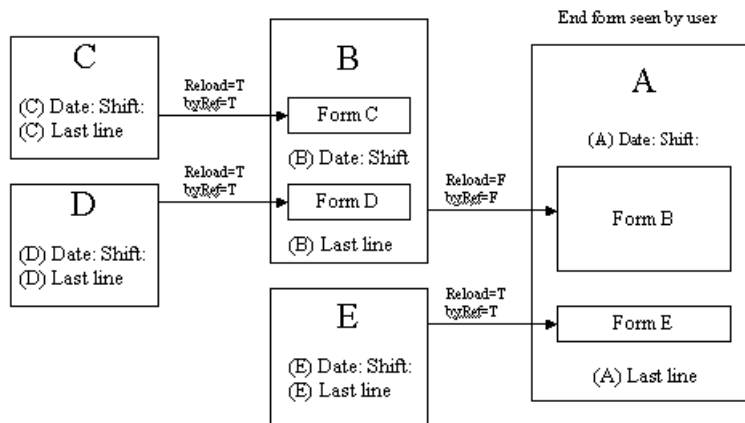 End form seen by user
C
(C) Date: Shift:
(C) Last line
Reload=T
byRef=T
B
Form C
(B) Date: Shift
Form D
(B) Last line
A
(A) Date: Shift:
Form B
Form E
(A) Last line
D
(D) Date: Shift:
(D) Last line
Reload=T
byRef=T
Reload=F
byRef=F
E
(E) Date: Shift:
(E) Last line
Reload=T
byRef=T